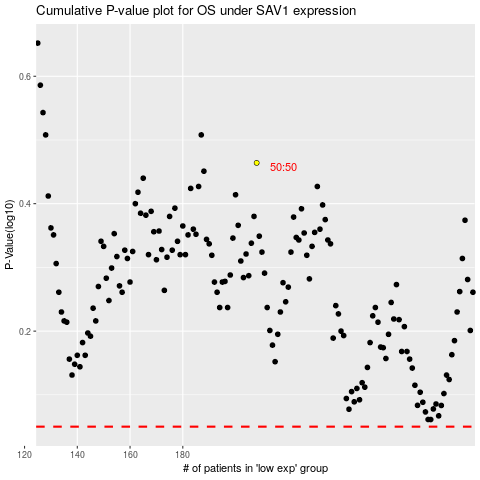 Cumulative P-value plot for OS under SAV1 expression
P-Value(log10)
0.6
0.4
0.2
50:50
120 140 160 180
# of patients in 'low exp' group